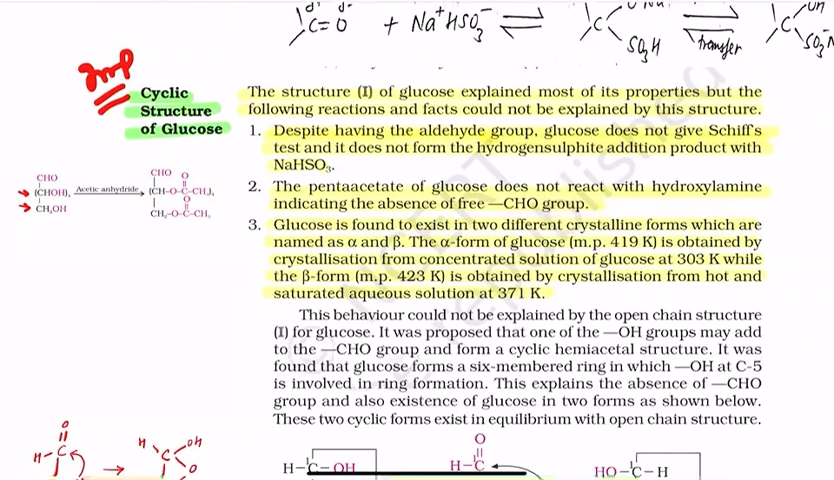 C=O + Na⁺HSO₃⁻ ⇌ C SO₃H ⇌ transfer C OH
Imp
Cyclic
Structure
of Glucose
The structure (I) of glucose explained most of its properties but the
following reactions and facts could not be explained by this structure.
1. Despite having the aldehyde group, glucose does not give Schiff's
test and it does not form the hydrogensulphite addition product with
NaHSO₃.
2. The pentaacetate of glucose does not react with hydroxylamine
indicating the absence of free —CHO group.
3. Glucose is found to exist in two different crystalline forms which are
named as α and β. The α-form of glucose (m.p. 419 K) is obtained by
crystallisation from concentrated solution of glucose at 303 K while
the β-form (m.p. 423 K) is obtained by crystallisation from hot and
saturated aqueous solution at 371 K.
CHO
(CHOH)₄ Acetic anhydride
CH₂OH
CHO O
(CH–O–C–CH₃)₄
O
CH₂–O–C–CH₃
This behaviour could not be explained by the open chain structure
(I) for glucose. It was proposed that one of the —OH groups may add
to the —CHO group and form a cyclic hemiacetal structure. It was
found that glucose forms a six-membered ring in which —OH at C-5
is involved in ring formation. This explains the absence of —CHO
group and also existence of glucose in two forms as shown below.
These two cyclic forms exist in equilibrium with open chain structure.
O
H–C → H C OH
O
H–¹C–OH
O
H–¹C
HO–¹C–H